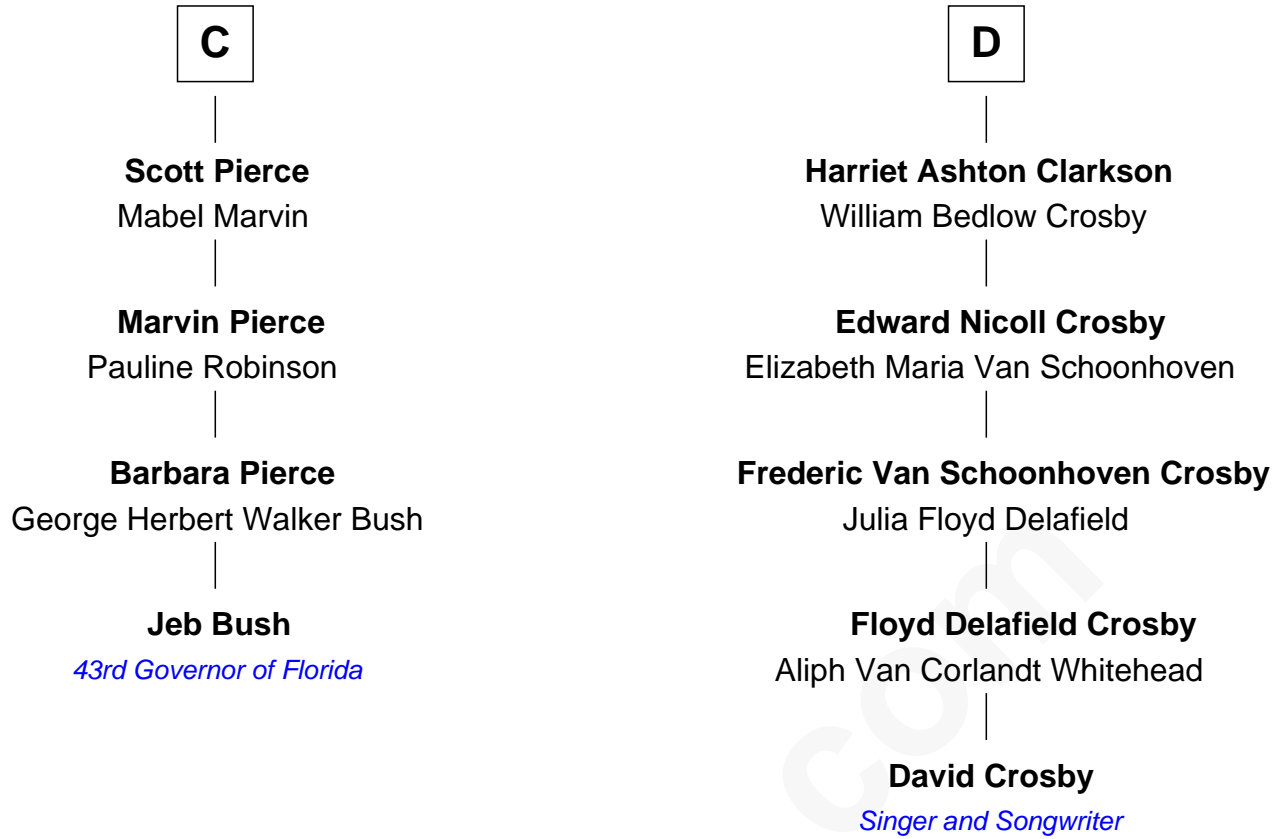 C
Scott Pierce
Mabel Marvin
Marvin Pierce
Pauline Robinson
Barbara Pierce
George Herbert Walker Bush
Jeb Bush
43rd Governor of Florida
D
Harriet Ashton Clarkson
William Bedlow Crosby
Edward Nicoll Crosby
Elizabeth Maria Van Schoonhoven
Frederic Van Schoonhoven Crosby
Julia Floyd Delafield
Floyd Delafield Crosby
Aliph Van Corlandt Whitehead
David Crosby
Singer and Songwriter
com